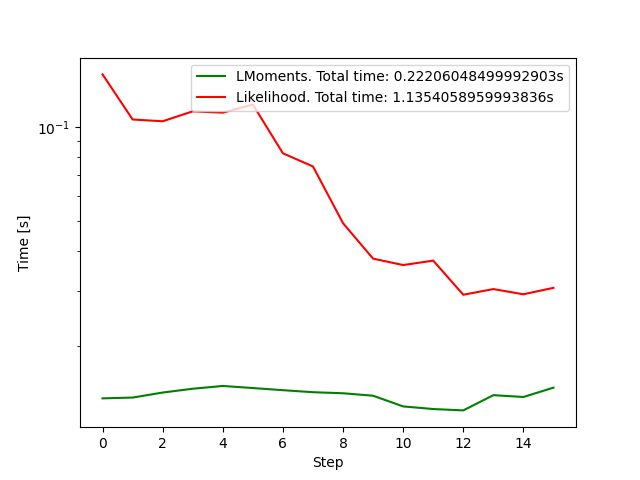 LMoments. Total time: 0.22206048499992903s
Likelihood. Total time: 1.1354058959993836s
10⁻¹
Time [s]
0 2 4 6 8 10 12 14
Step